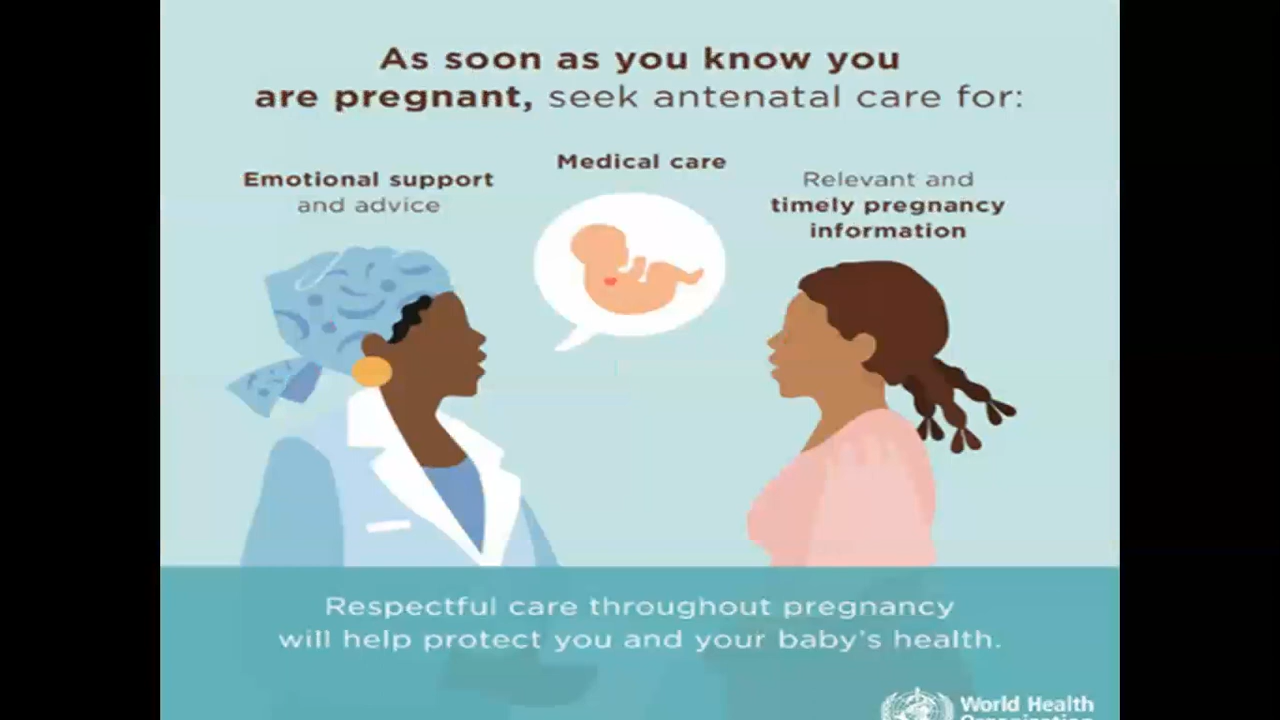 As soon as you know you
are pregnant, seek antenatal care for:
Emotional support
and advice
Medical care
Relevant and
timely pregnancy
information
Respectful care throughout pregnancy
will help protect you and your baby's health.
World Health
Organization